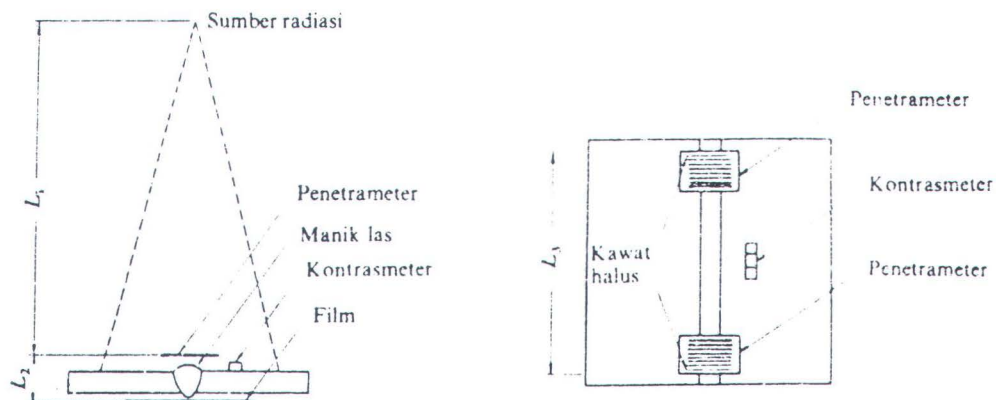 Sumber radiasi
L₁
Penetrameter
Manik las
Kontrasmeter
Film
L₂
Penetrameter
Kontrasmeter
L₃
Kawat
halus
Penetrameter